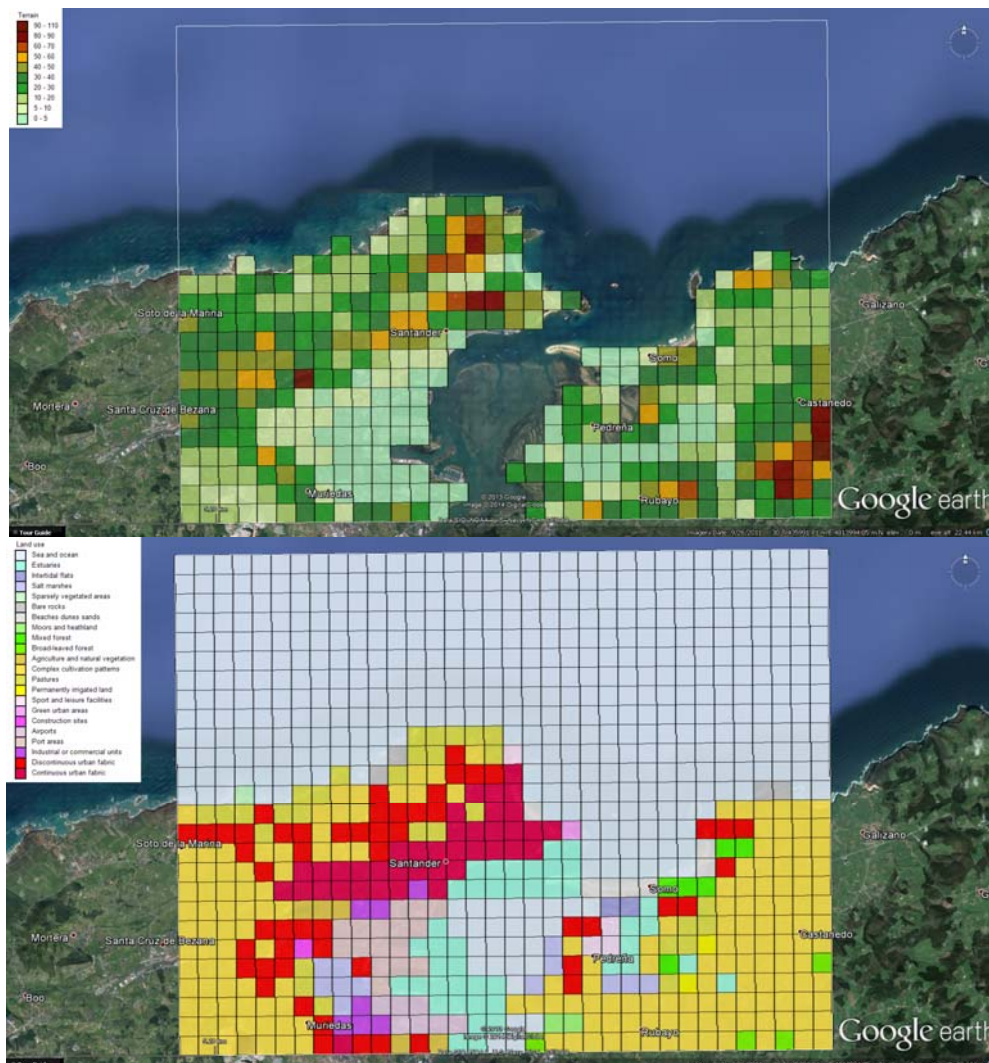 Terrain
90 - 110
80 - 90
60 - 70
50 - 60
40 - 50
30 - 40
20 - 30
10 - 20
5 - 10
0 - 5
Galizano
Soto de la Marina
Santander
Somo
Mortera
Santa Cruz de Bezana
Castanedo
Pedreña
Boo
Muriedas
Rubayo
© 2013 Google
Google earth
Tour Guide
Land use
Sea and ocean
Estuaries
Intertidal flats
Salt marshes
Sparsely vegetated areas
Bare rocks
Beaches dunes sands
Moors and heathland
Mixed forest
Broad-leaved forest
Agriculture and natural vegetation
Complex cultivation patterns
Pastures
Permanently irrigated land
Sport and leisure facilities
Green urban areas
Construction sites
Airports
Port areas
Industrial or commercial units
Discontinuous urban fabric
Continuous urban fabric
Galizano
Soto de la Marina
Santander
Somo
Mortera
Santa Cruz de Bezana
Castanedo
Pedreña
Boo
Muriedas
Rubayo
Google earth